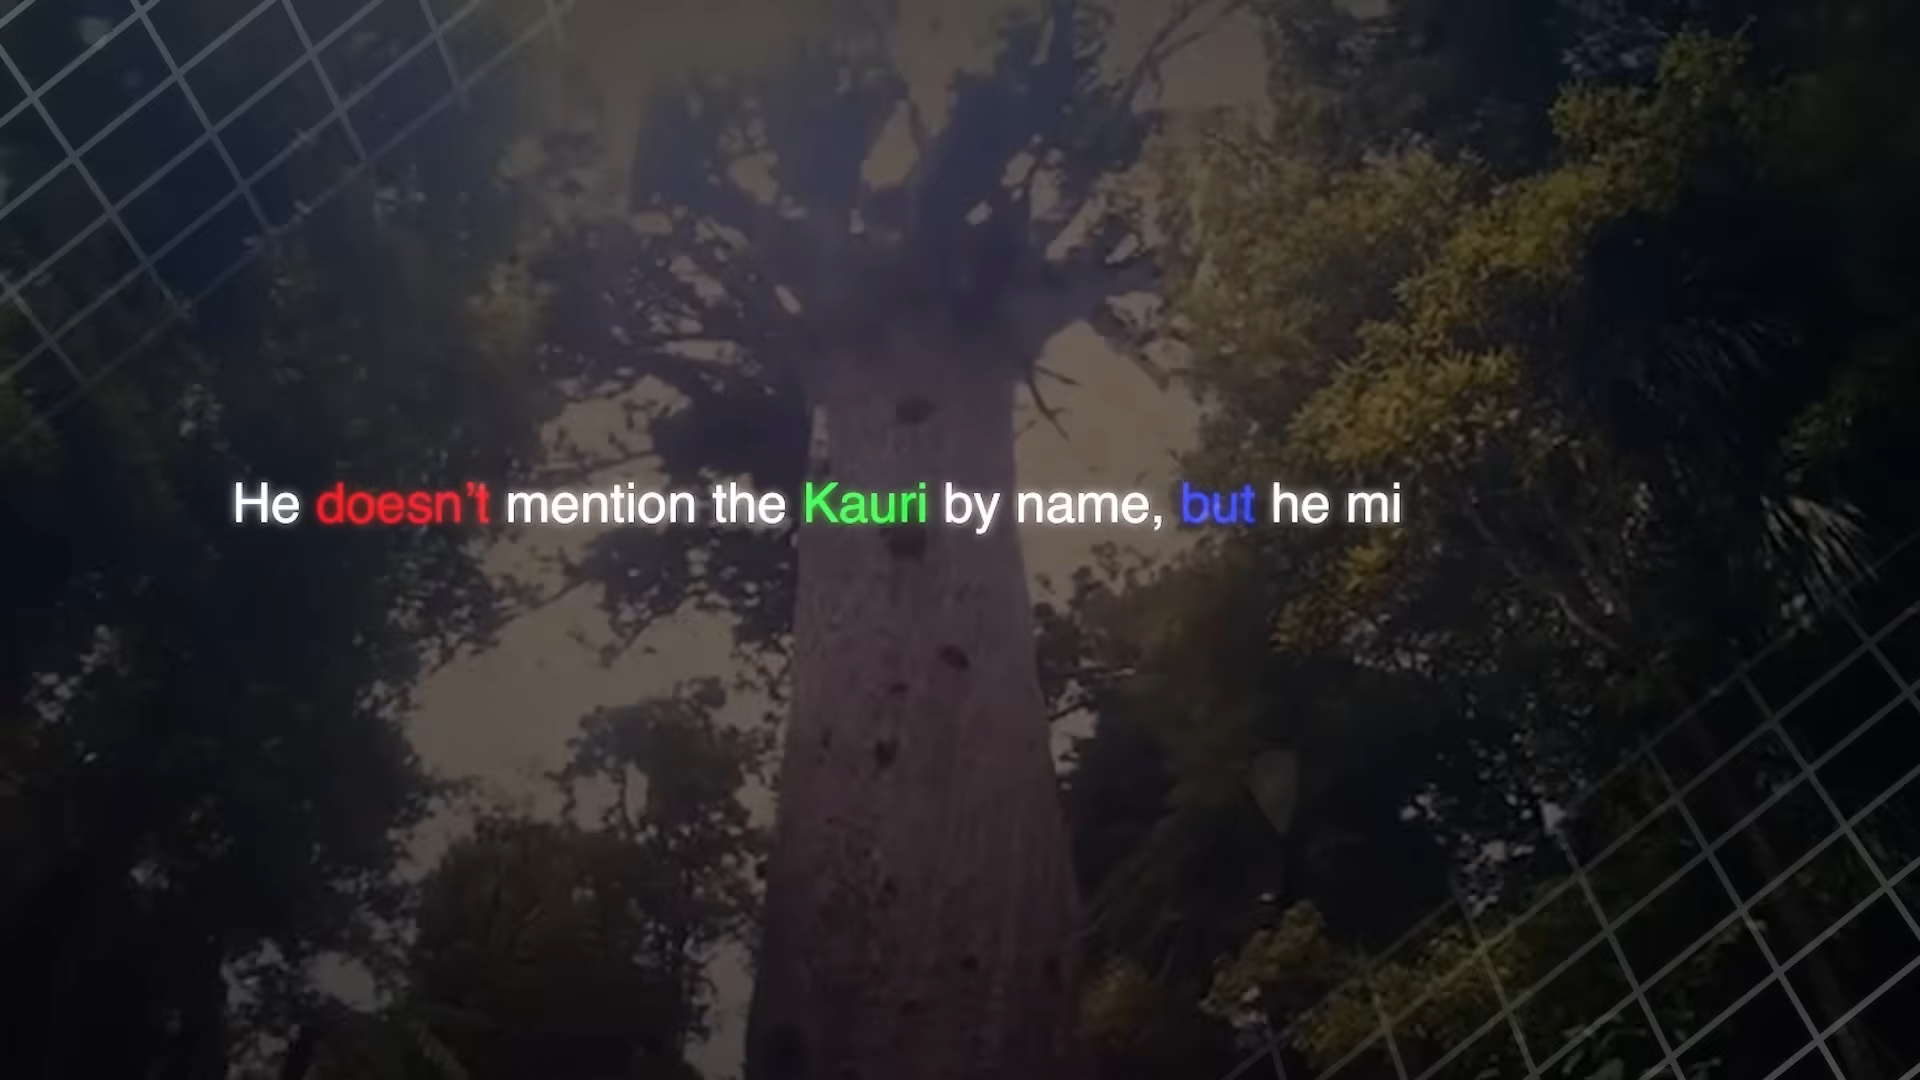 He doesn’t mention the Kauri by name, but he mi